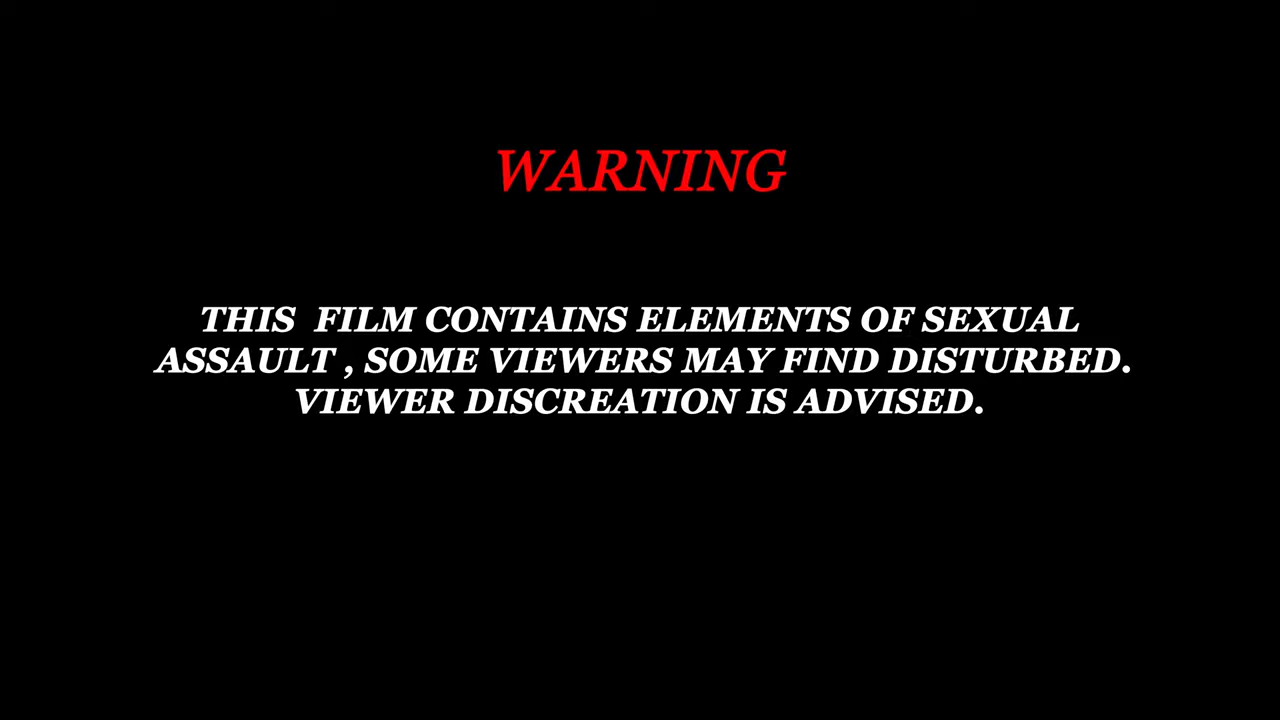 WARNING
THIS  FILM CONTAINS ELEMENTS OF SEXUAL
ASSAULT , SOME VIEWERS MAY FIND DISTURBED.
VIEWER DISCREATION IS ADVISED.